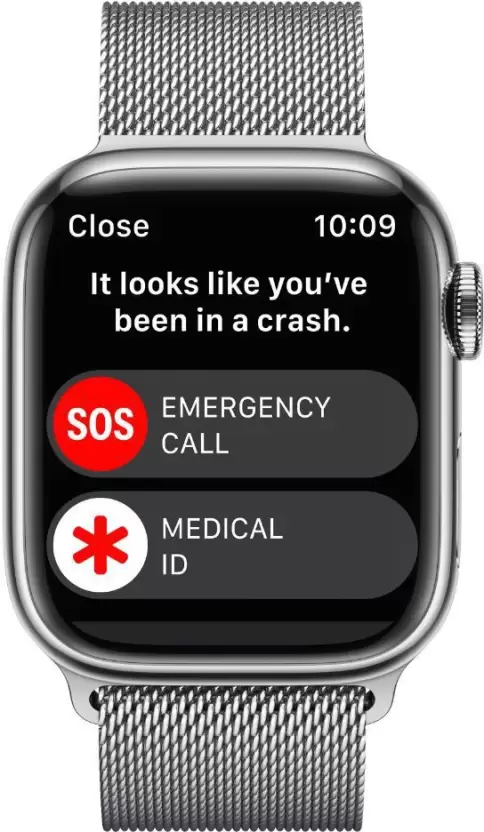 Close 10:09
It looks like you’ve
been in a crash.
SOS EMERGENCY
CALL
MEDICAL
ID